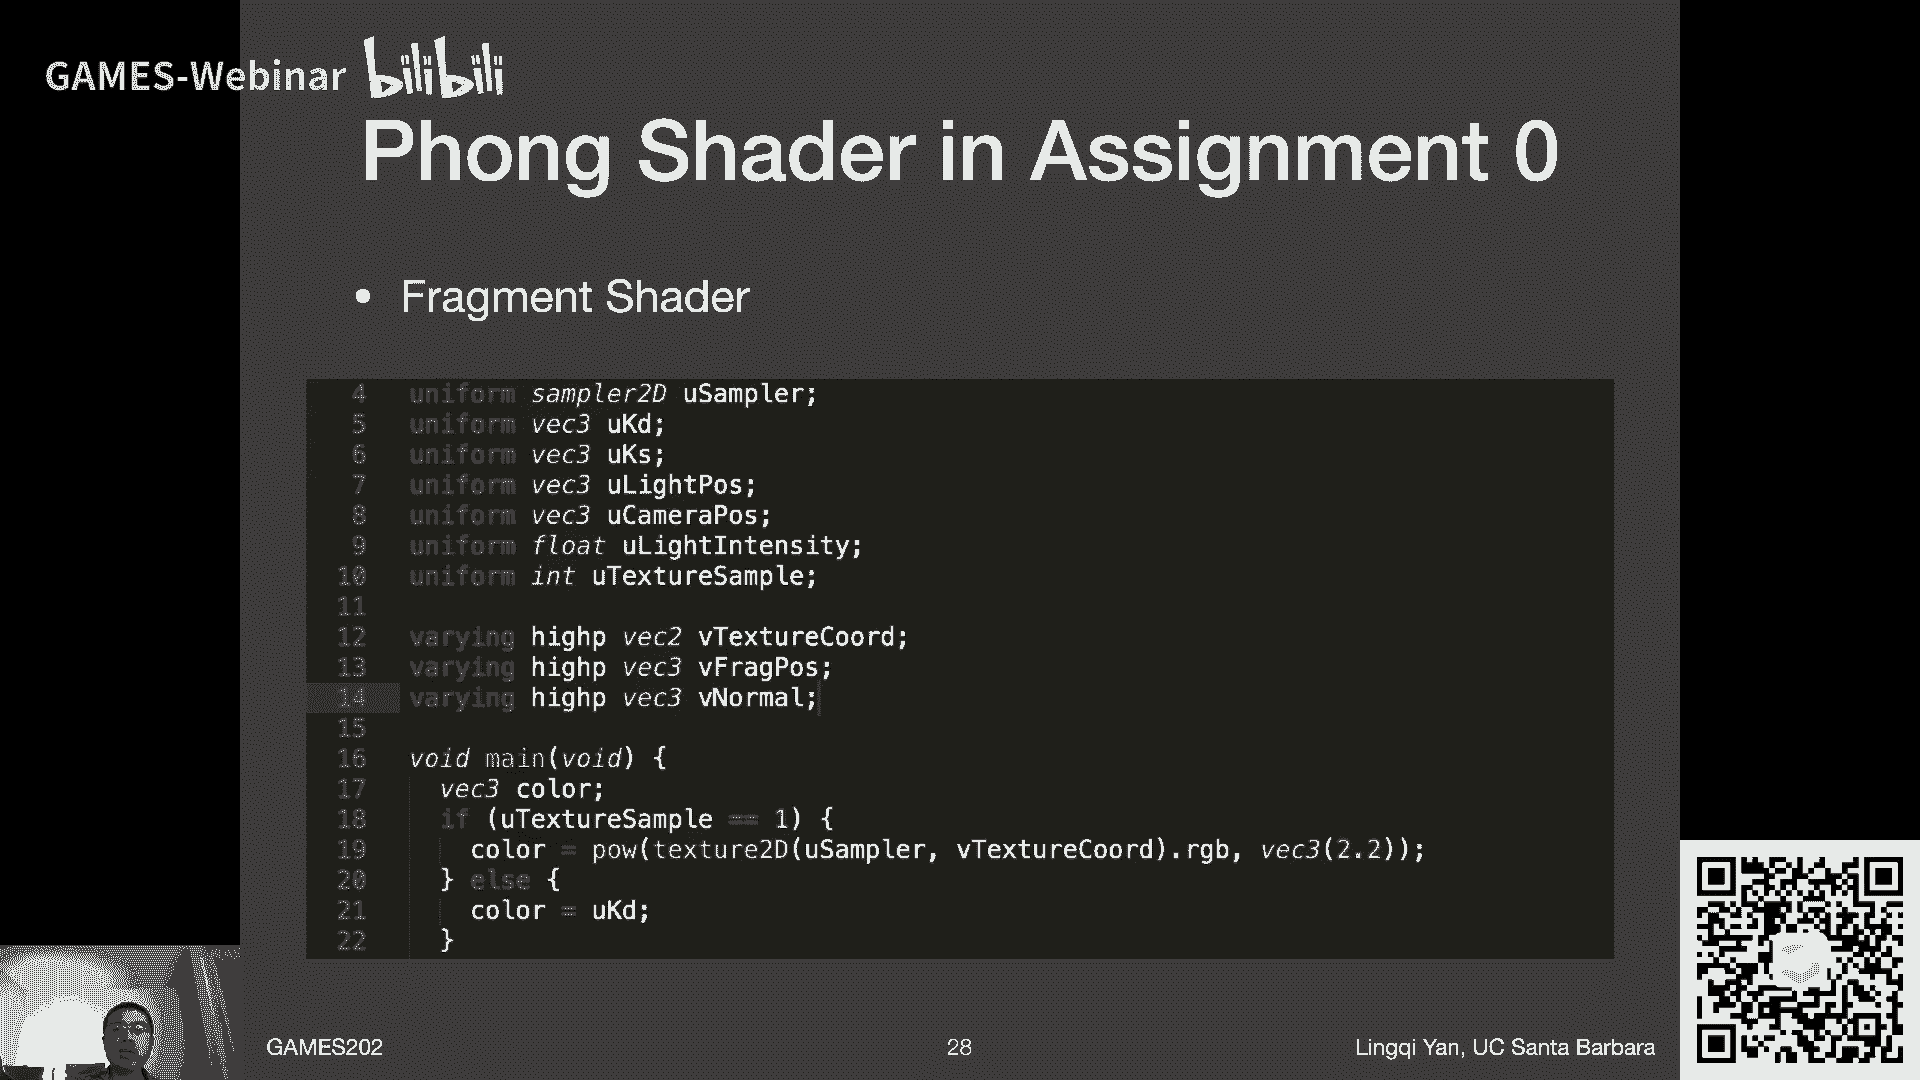 GAMES-Webinar bilibili
Phong Shader in Assignment 0
• Fragment Shader
4 uniform sampler2D uSampler;
5 uniform vec3 uKd;
6 uniform vec3 uKs;
7 uniform vec3 uLightPos;
8 uniform vec3 uCameraPos;
9 uniform float uLightIntensity;
10 uniform int uTextureSample;
11
12 varying highp vec2 vTextureCoord;
13 varying highp vec3 vFragPos;
14 varying highp vec3 vNormal;
15
16 void main(void) {
17 vec3 color;
18 if (uTextureSample == 1) {
19 color = pow(texture2D(uSampler, vTextureCoord).rgb, vec3(2.2));
20 } else {
21 color = uKd;
22 }
GAMES202 28 Lingqi Yan, UC Santa Barbara